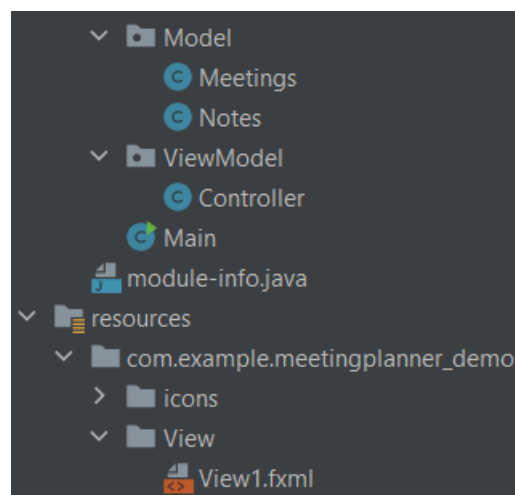 Model
Meetings
Notes
ViewModel
Controller
Main
module-info.java
resources
com.example.meetingplanner_demo
icons
View
View1.fxml